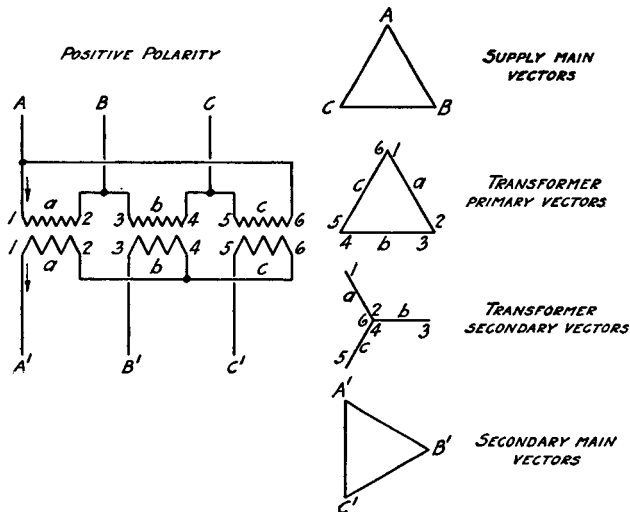 POSITIVE POLARITY
A B C
a b c
1 2 3 4 5 6
1 2 3 4 5 6
a b c
A' B' C'
A
C B
SUPPLY MAIN
VECTORS
6 1
c a
5 2
4 b 3
TRANSFORMER
PRIMARY VECTORS
1
a 2 b
6 4 3
5 c
TRANSFORMER
SECONDARY VECTORS
A'
B'
C'
SECONDARY MAIN
VECTORS